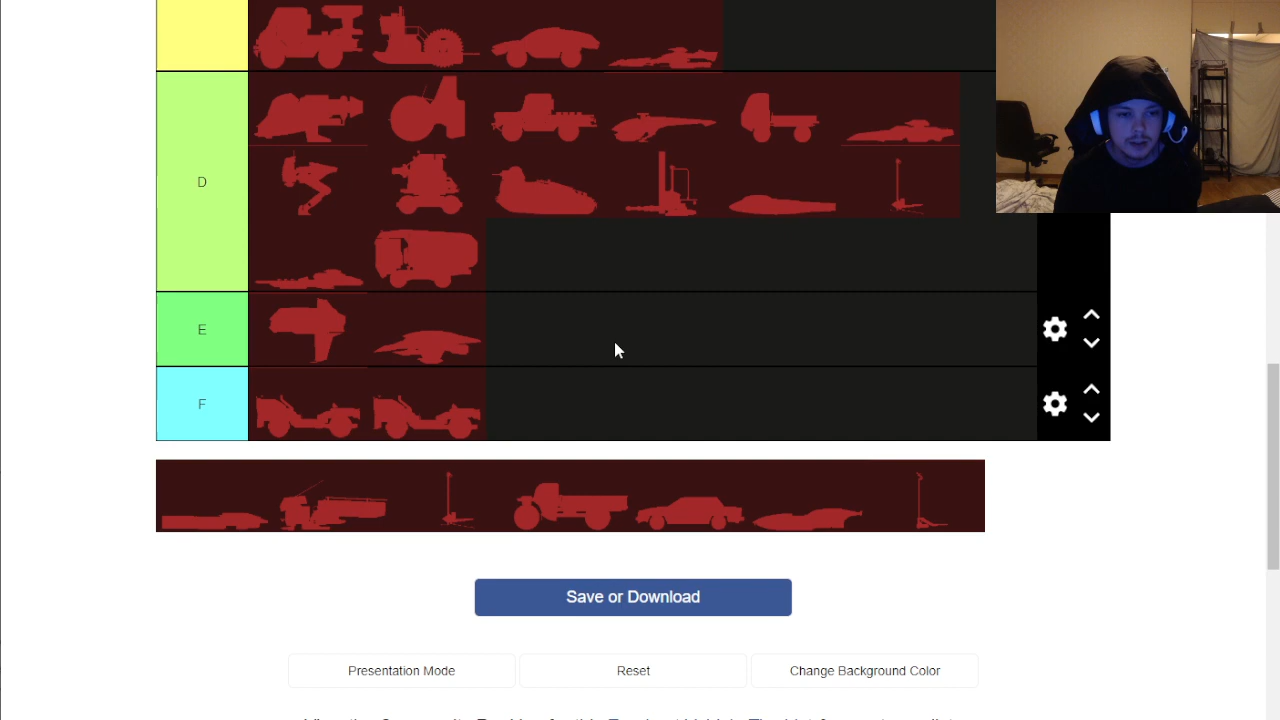 D
E
F
Save or Download
Presentation Mode
Reset
Change Background Color